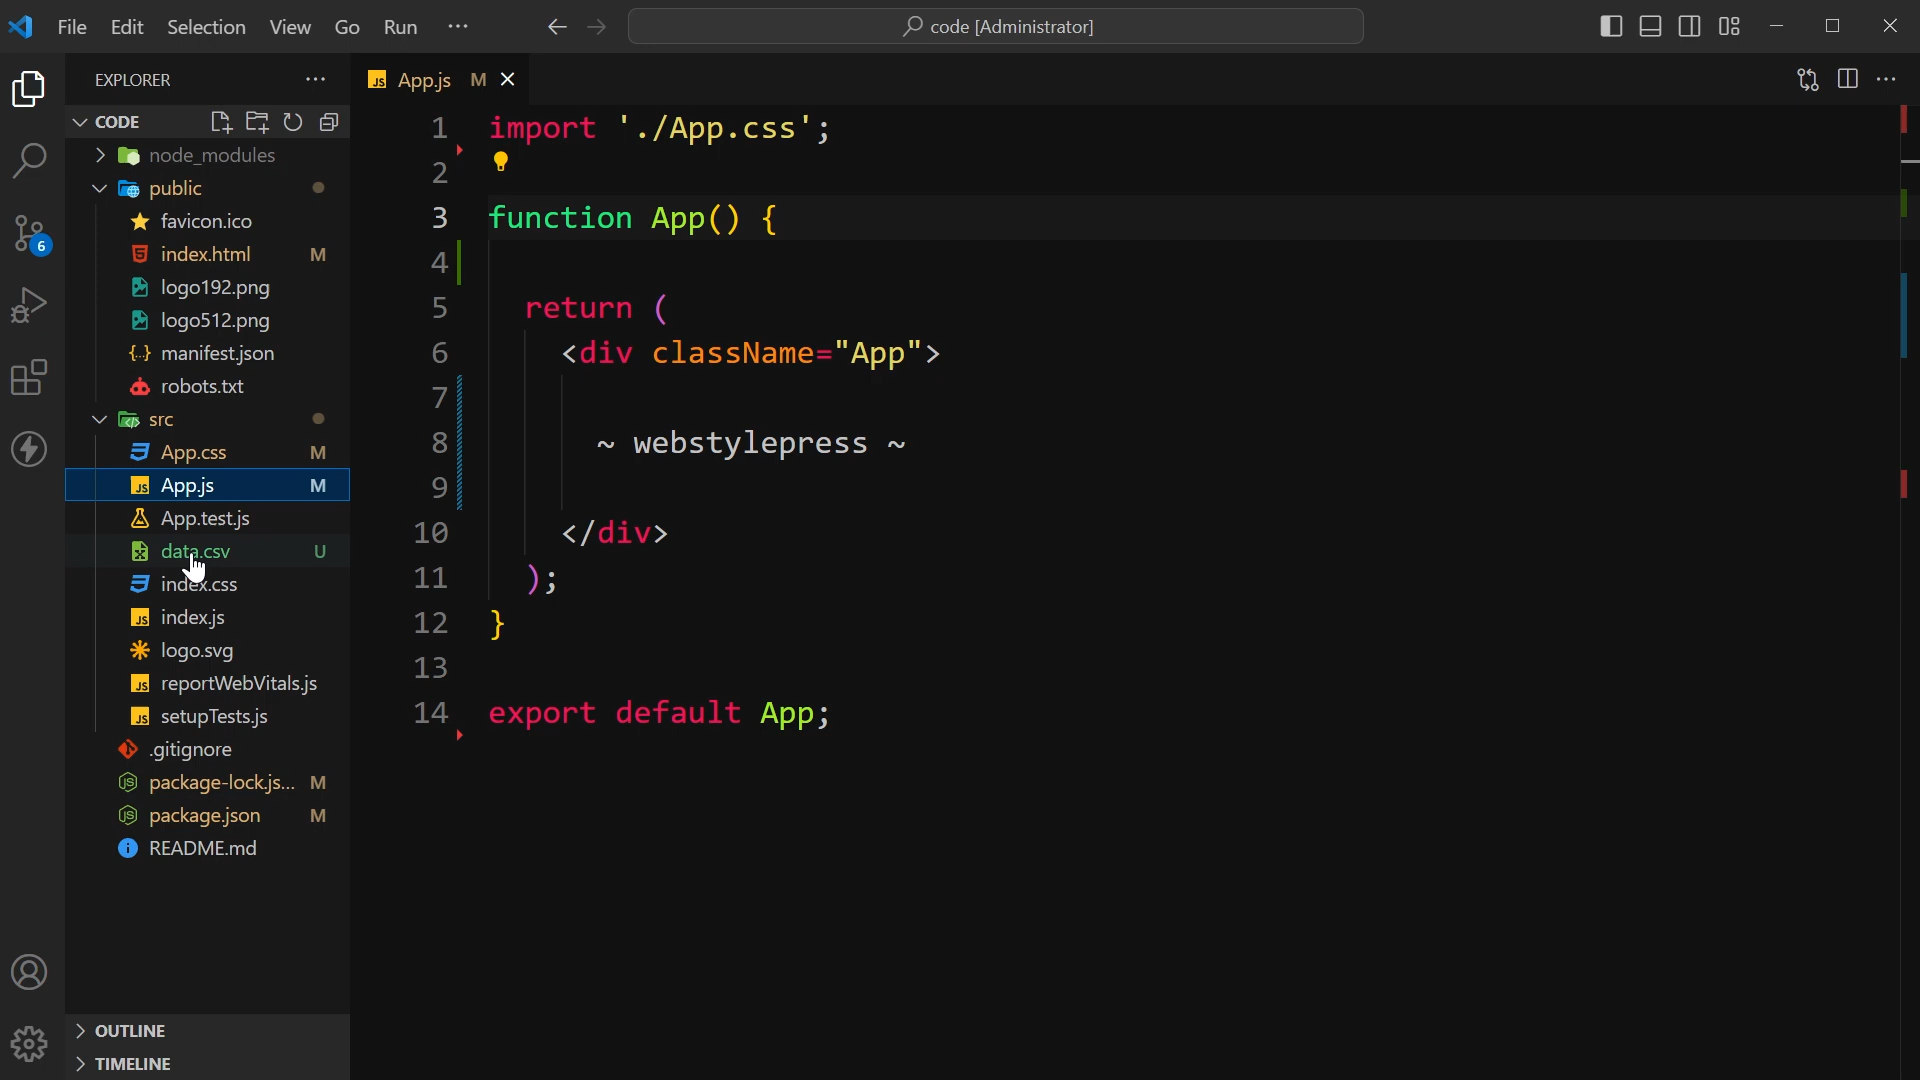 File Edit Selection View Go Run ···
code [Administrator]
EXPLORER ···
CODE
node_modules
public
favicon.ico
index.html M
logo192.png
logo512.png
manifest.json
robots.txt
src
App.css M
App.js M
App.test.js
data.csv U
index.css
index.js
logo.svg
reportWebVitals.js
setupTests.js
.gitignore
package-lock.js... M
package.json M
README.md
OUTLINE
TIMELINE
6
JS App.js M
1 import './App.css';
2
3 function App() {
4
5 return (
6 <div className="App">
7
8 ~ webstylepress ~
9
10 </div>
11 );
12 }
13
14 export default App;